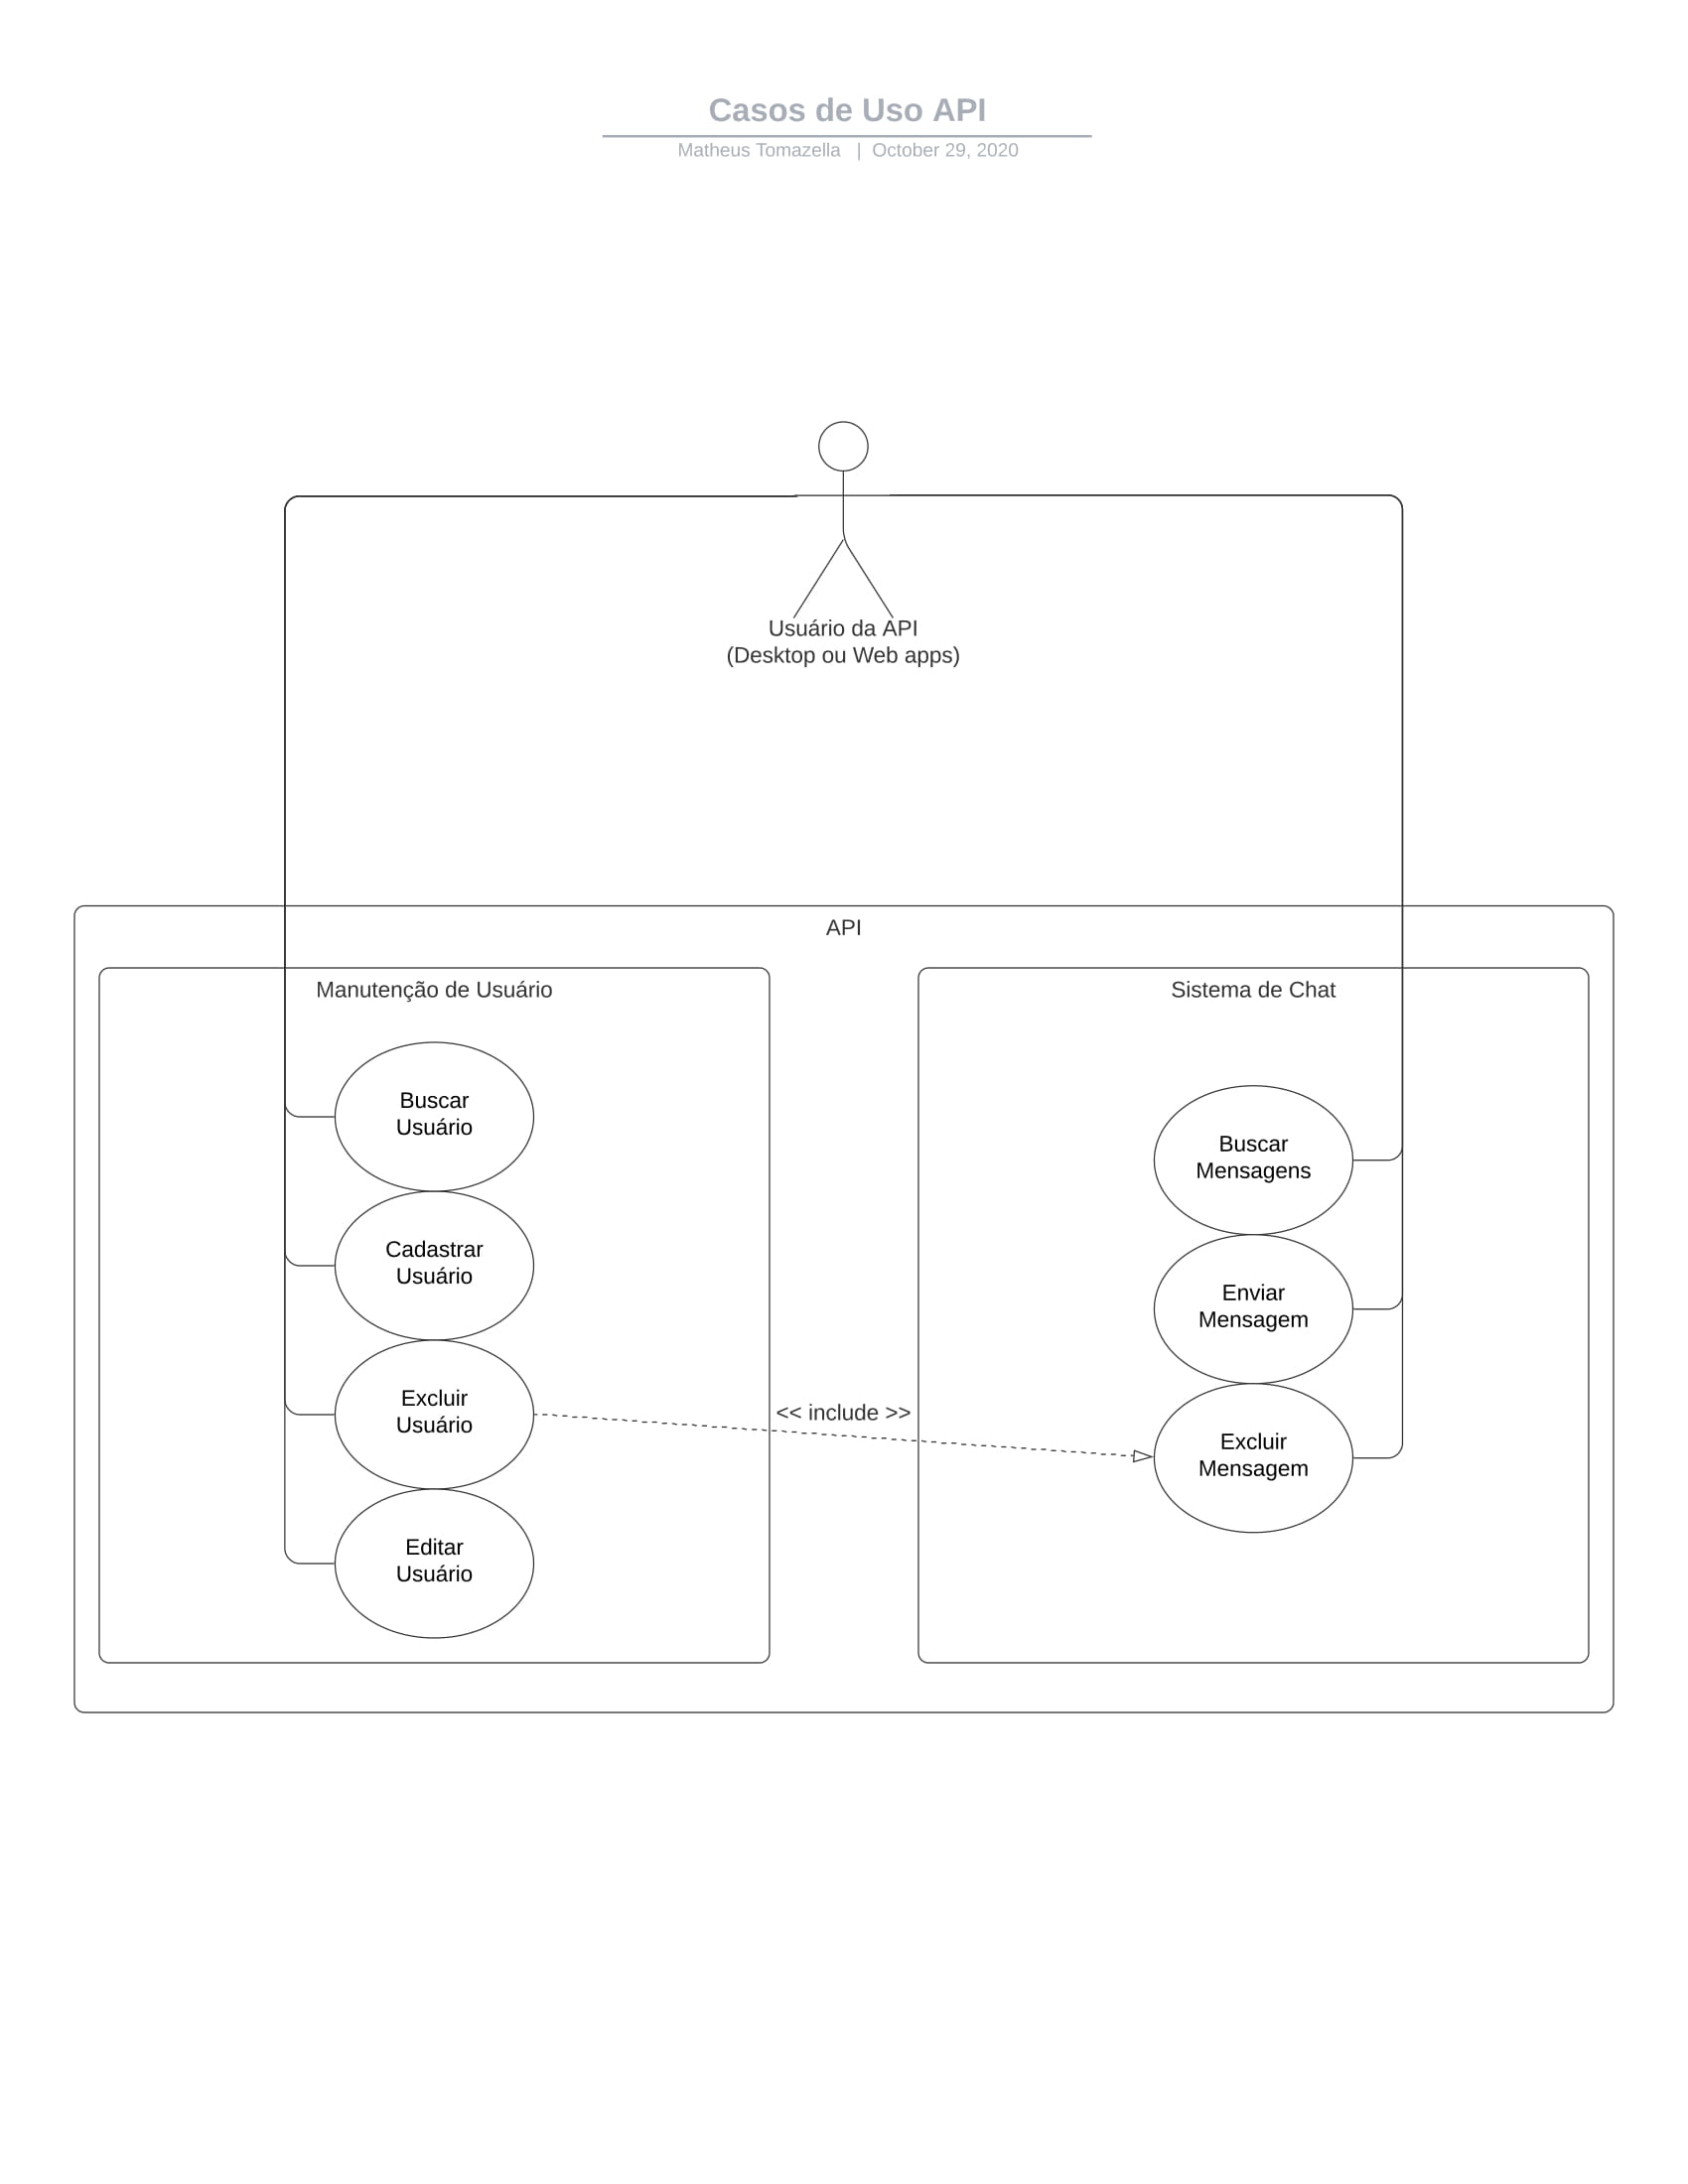 Casos de Uso API
Matheus Tomazella | October 29, 2020
Usuário da API
(Desktop ou Web apps)
API
Manutenção de Usuário
Buscar
Usuário
Cadastrar
Usuário
Excluir
Usuário
Editar
Usuário
<< include >>
Sistema de Chat
Buscar
Mensagens
Enviar
Mensagem
Excluir
Mensagem